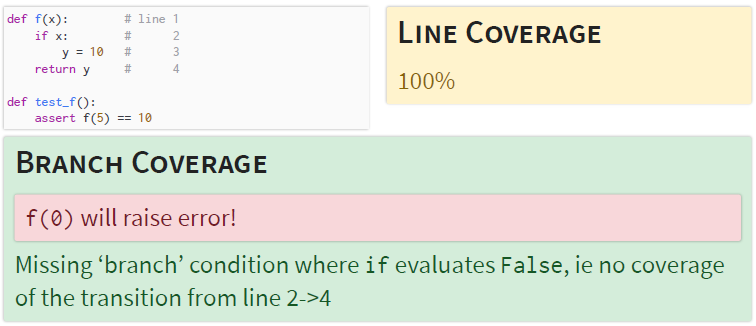 def f(x):        # line 1
    if x:        #      2
        y = 10   #      3
    return y     #      4
def test_f():
    assert f(5) == 10
LINE COVERAGE
100%
BRANCH COVERAGE
f(0) will raise error!
Missing ‘branch’ condition where if evaluates False, ie no coverage
of the transition from line 2->4